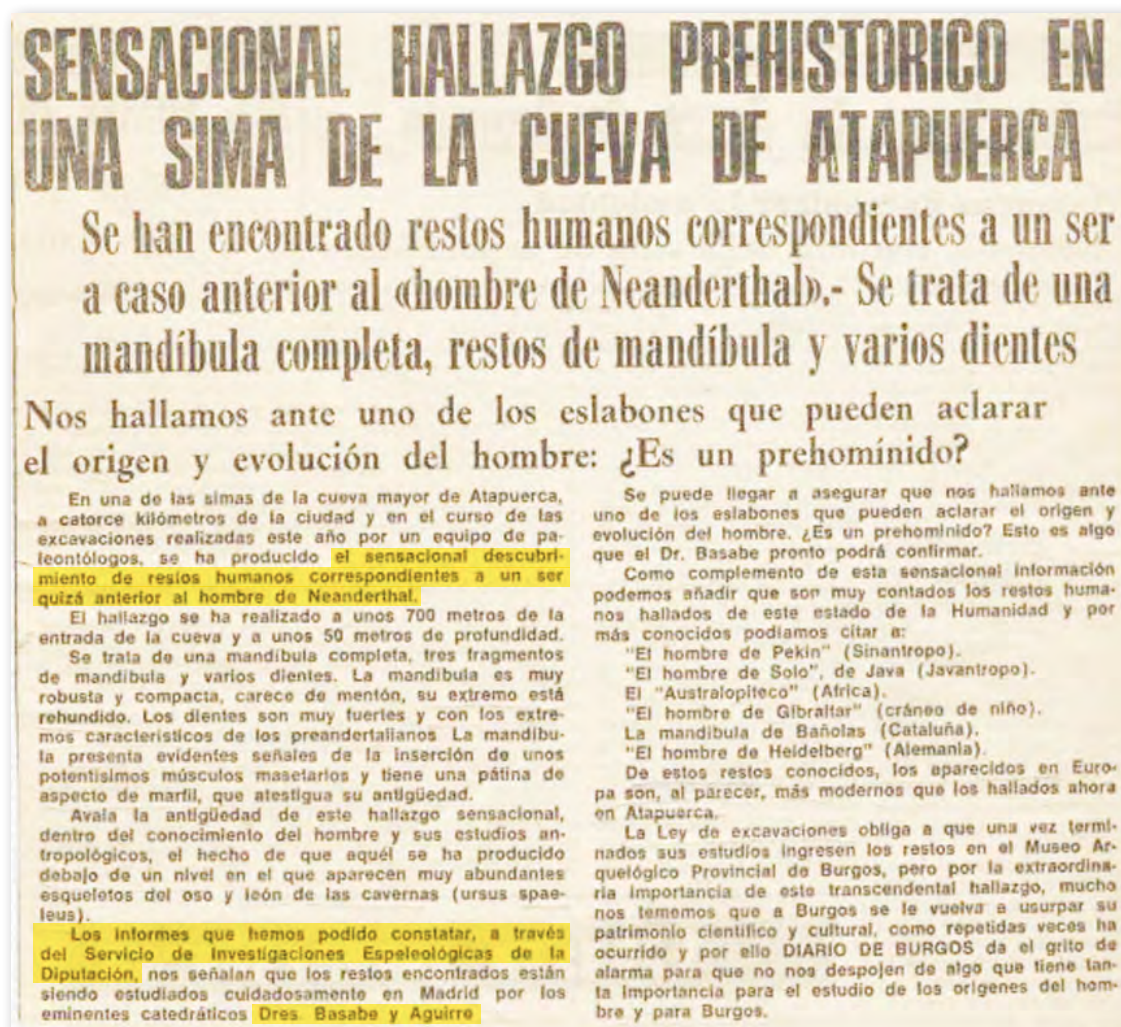 SENSACIONAL HALLAZGO PREHISTORICO EN
UNA SIMA DE LA CUEVA DE ATAPUERCA
Se han encontrado restos humanos correspondientes a un ser
a caso anterior al «hombre de Neanderthal».- Se trata de una
mandíbula completa, restos de mandíbula y varios dientes
Nos hallamos ante uno de los eslabones que pueden aclarar
el origen y evolución del hombre: ¿Es un prehomínido?
En una de las simas de la cueva mayor de Atapuerca,
a catorce kilómetros de la ciudad y en el curso de las
excavaciones realizadas este año por un equipo de pa-
leontólogos, se ha producido el sensacional descubri-
miento de restos humanos correspondientes a un ser
quizá anterior al hombre de Neanderthal.
El hallazgo se ha realizado a unos 700 metros de la
entrada de la cueva y a unos 50 metros de profundidad.
Se trata de una mandíbula completa, tres fragmentos
de mandíbula y varios dientes. La mandíbula es muy
robusta y compacta, carece de mentón, su extremo está
rehundido. Los dientes son muy fuertes y con los extre-
mos característicos de los preandertalianos La mandíbu-
la presenta evidentes señales de la inserción de unos
potentísimos músculos masetarios y tiene una pátina de
aspecto de marfil, que atestigua su antigüedad.
Avala la antigüedad de este hallazgo sensacional,
dentro del conocimiento del hombre y sus estudios an-
tropológicos, el hecho de que aquél se ha producido
debajo de un nivel en el que aparecen muy abundantes
esqueletos del oso y león de las cavernas (ursus spae-
leus).
Los informes que hemos podido constatar, a través
del Servicio de Investigaciones Espeleológicas de la
Diputación, nos señalan que los restos encontrados están
siendo estudiados cuidadosamente en Madrid por los
eminentes catedráticos Dres. Basabe y Aguirre
Se puede llegar a asegurar que nos hallamos ante
uno de los eslabones que pueden aclarar el origen y
evolución del hombre. ¿Es un prehomínido? Esto es algo
que el Dr. Basabe pronto podrá confirmar.
Como complemento de esta sensacional información
podemos añadir que son muy contados los restos huma-
nos hallados de este estado de la Humanidad y por
más conocidos podíamos citar a:
"El hombre de Pekín" (Sinantropo).
"El hombre de Solo", de Java (Javantropo).
El "Australopiteco" (Africa).
"El hombre de Gibraltar" (cráneo de niño).
La mandíbula de Bañolas (Cataluña).
"El hombre de Heidelberg" (Alemania).
De estos restos conocidos, los aparecidos en Euro-
pa son, al parecer, más modernos que los hallados ahora
en Atapuerca.
La Ley de excavaciones obliga a que una vez termi-
nados sus estudios ingresen los restos en el Museo Ar-
quelógico Provincial de Burgos, pero por la extraordina-
ria importancia de este transcendental hallazgo, mucho
nos tememos que a Burgos se le vuelva a usurpar su
patrimonio científico y cultural, como repetidas veces ha
ocurrido y por ello DIARIO DE BURGOS da el grito de
alarma para que no nos despojen de algo que tiene tan-
ta importancia para el estudio de los orígenes del hom-
bre y para Burgos.